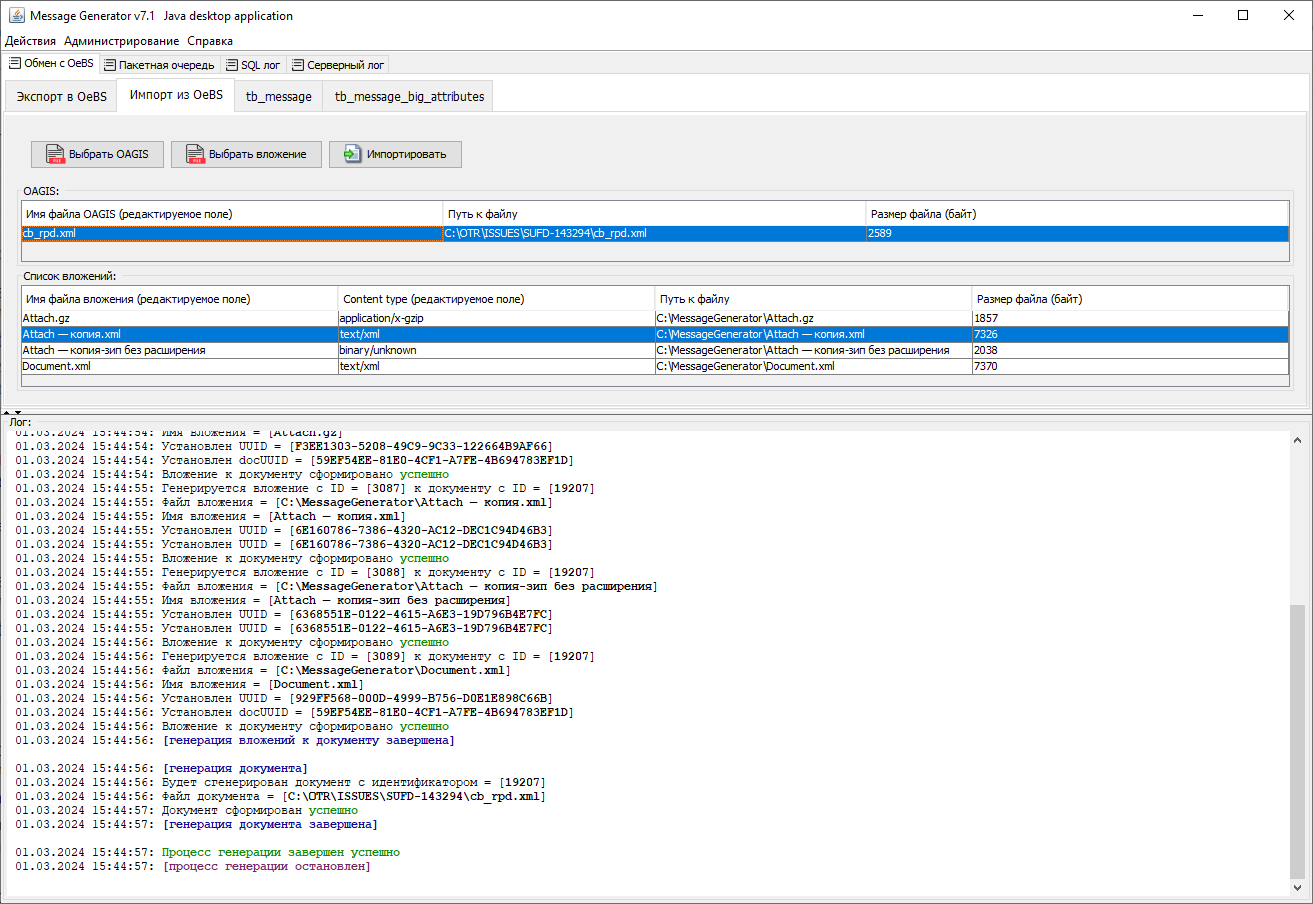 Message Generator v7.1 Java desktop application
Действия Администрирование Справка
Обмен с OeBS Пакетная очередь SQL лог Серверный лог
Экспорт в OeBS Импорт из OeBS tb_message tb_message_big_attributes
Выбрать OAGIS Выбрать вложение Импортировать
OAGIS:
Имя файла OAGIS (редактируемое поле) Путь к файлу Размер файла (байт)
cb_rpd.xml C:\OTR\ISSUES\SUFD-143294\cb_rpd.xml 2589
Список вложений:
Имя файла вложения (редактируемое поле) Content type (редактируемое поле) Путь к файлу Размер файла (байт)
Attach.gz application/x-gzip C:\MessageGenerator\Attach.gz 1857
Attach — копия.xml text/xml C:\MessageGenerator\Attach — копия.xml 7326
Attach — копия-зип без расширения binary/unknown C:\MessageGenerator\Attach — копия-зип без расширения 2038
Document.xml text/xml C:\MessageGenerator\Document.xml 7370
Лог:
01.03.2024 15:44:54: Имя вложения = [Attach.gz]
01.03.2024 15:44:54: Установлен UUID = [F3EE1303-5208-49C9-9C33-122664B9AF66]
01.03.2024 15:44:54: Установлен docUUID = [59EF54EE-81E0-4CF1-A7FE-4B694783EF1D]
01.03.2024 15:44:54: Вложение к документу сформировано успешно
01.03.2024 15:44:55: Генерируется вложение с ID = [3087] к документу с ID = [19207]
01.03.2024 15:44:55: Файл вложения = [C:\MessageGenerator\Attach — копия.xml]
01.03.2024 15:44:55: Имя вложения = [Attach — копия.xml]
01.03.2024 15:44:55: Установлен UUID = [6E160786-7386-4320-AC12-DEC1C94D46B3]
01.03.2024 15:44:55: Установлен UUID = [6E160786-7386-4320-AC12-DEC1C94D46B3]
01.03.2024 15:44:55: Вложение к документу сформировано успешно
01.03.2024 15:44:55: Генерируется вложение с ID = [3088] к документу с ID = [19207]
01.03.2024 15:44:55: Файл вложения = [C:\MessageGenerator\Attach — копия-зип без расширения]
01.03.2024 15:44:55: Имя вложения = [Attach — копия-зип без расширения]
01.03.2024 15:44:55: Установлен UUID = [6368551E-0122-4615-A6E3-19D796B4E7FC]
01.03.2024 15:44:55: Установлен UUID = [6368551E-0122-4615-A6E3-19D796B4E7FC]
01.03.2024 15:44:56: Вложение к документу сформировано успешно
01.03.2024 15:44:56: Генерируется вложение с ID = [3089] к документу с ID = [19207]
01.03.2024 15:44:56: Файл вложения = [C:\MessageGenerator\Document.xml]
01.03.2024 15:44:56: Имя вложения = [Document.xml]
01.03.2024 15:44:56: Установлен UUID = [929FF568-000D-4999-B756-D0E1E898C66B]
01.03.2024 15:44:56: Установлен docUUID = [59EF54EE-81E0-4CF1-A7FE-4B694783EF1D]
01.03.2024 15:44:56: Вложение к документу сформировано успешно
01.03.2024 15:44:56: [генерация вложений к документу завершена]
01.03.2024 15:44:56: [генерация документа]
01.03.2024 15:44:56: Будет сгенерирован документ с идентификатором = [19207]
01.03.2024 15:44:56: Файл документа = [C:\OTR\ISSUES\SUFD-143294\cb_rpd.xml]
01.03.2024 15:44:57: Документ сформирован успешно
01.03.2024 15:44:57: [генерация документа завершена]
01.03.2024 15:44:57: Процесс генерации завершен успешно
01.03.2024 15:44:57: [процесс генерации остановлен]